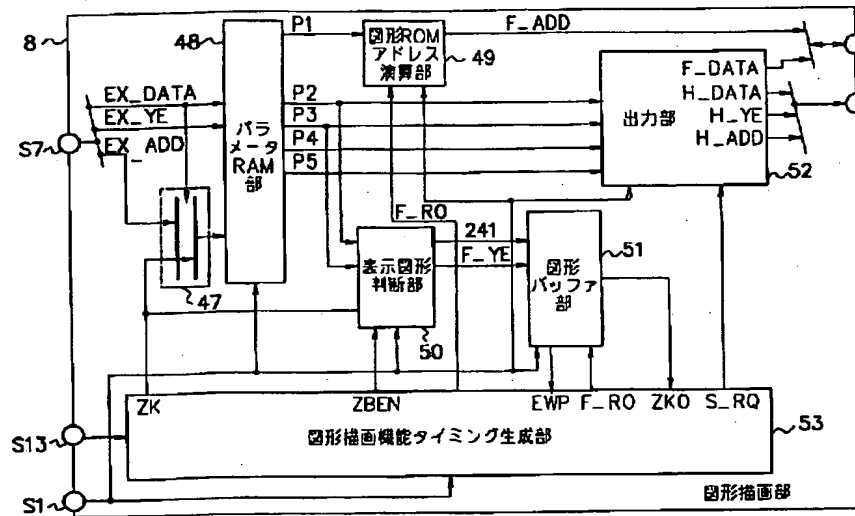 8
48
P1
図形ROM
アドレス
演算部
49
F_ADD
EX_DATA
EX_YE
EX_ADD
S7
パラ
メータ
RAM
部
P2
P3
P4
P5
出力部
52
F_DATA
H_DATA
H_YE
H_ADD
47
F_RO
表示図形
判断部
50
241
F_YE
図形
バッファ
部
51
ZK
ZBEN
EWP
F_RO
ZKO
S_RQ
図形描画機能タイミング生成部
53
S13
S1
図形描画部